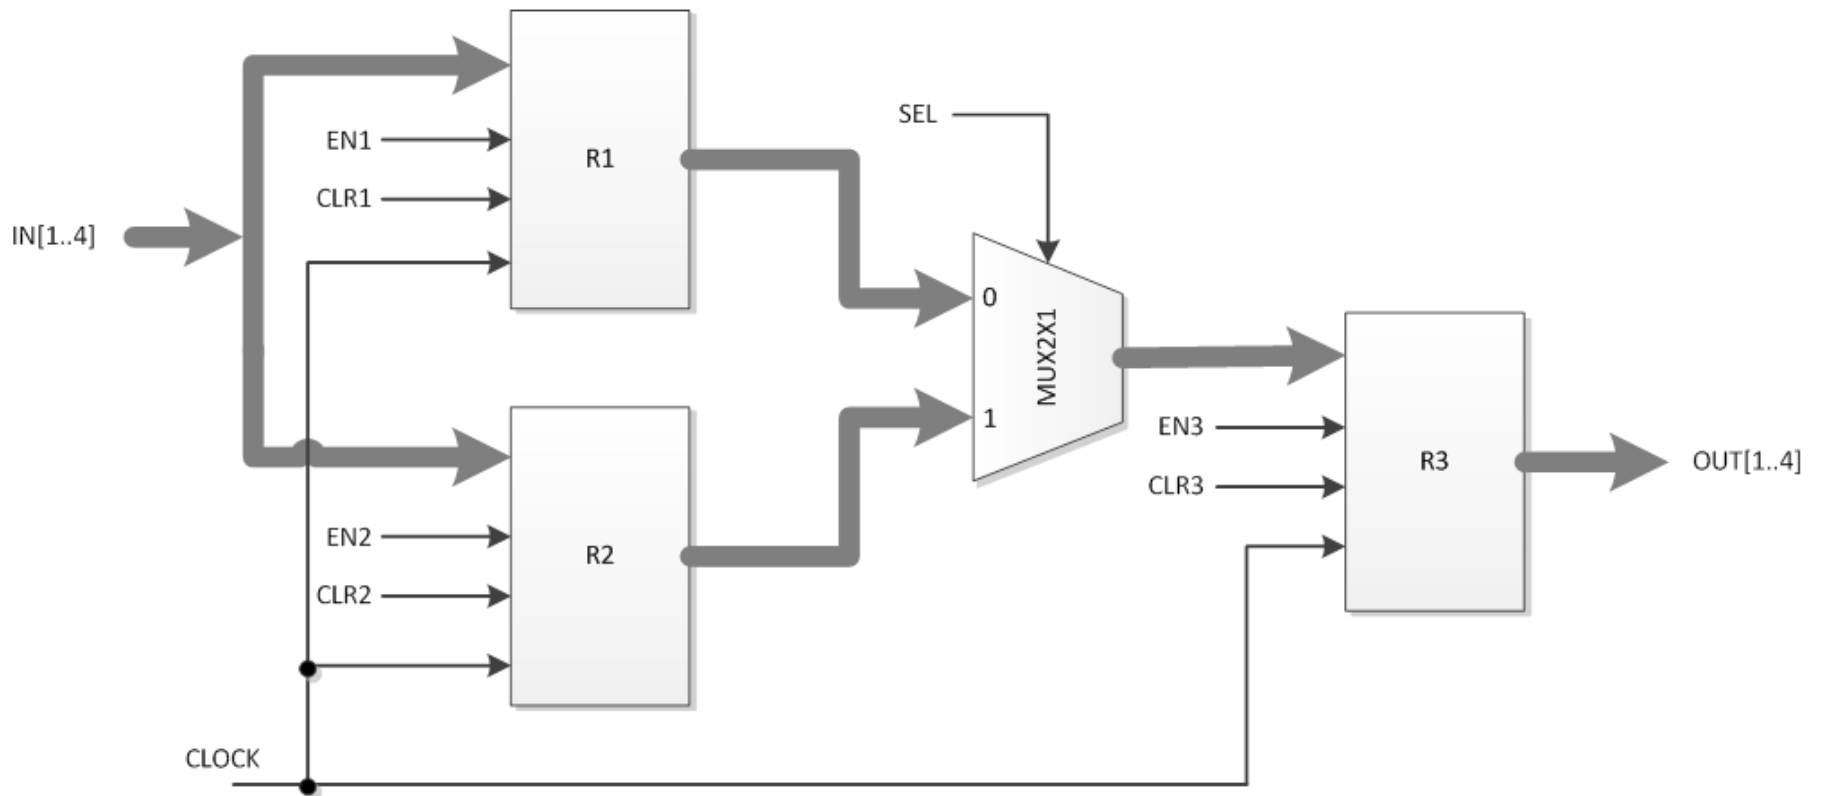 EN1
R1
SEL
CLR1
IN[1..4]
0
MUX2X1
1
EN3
R3
OUT[1..4]
CLR3
EN2
R2
CLR2
CLOCK